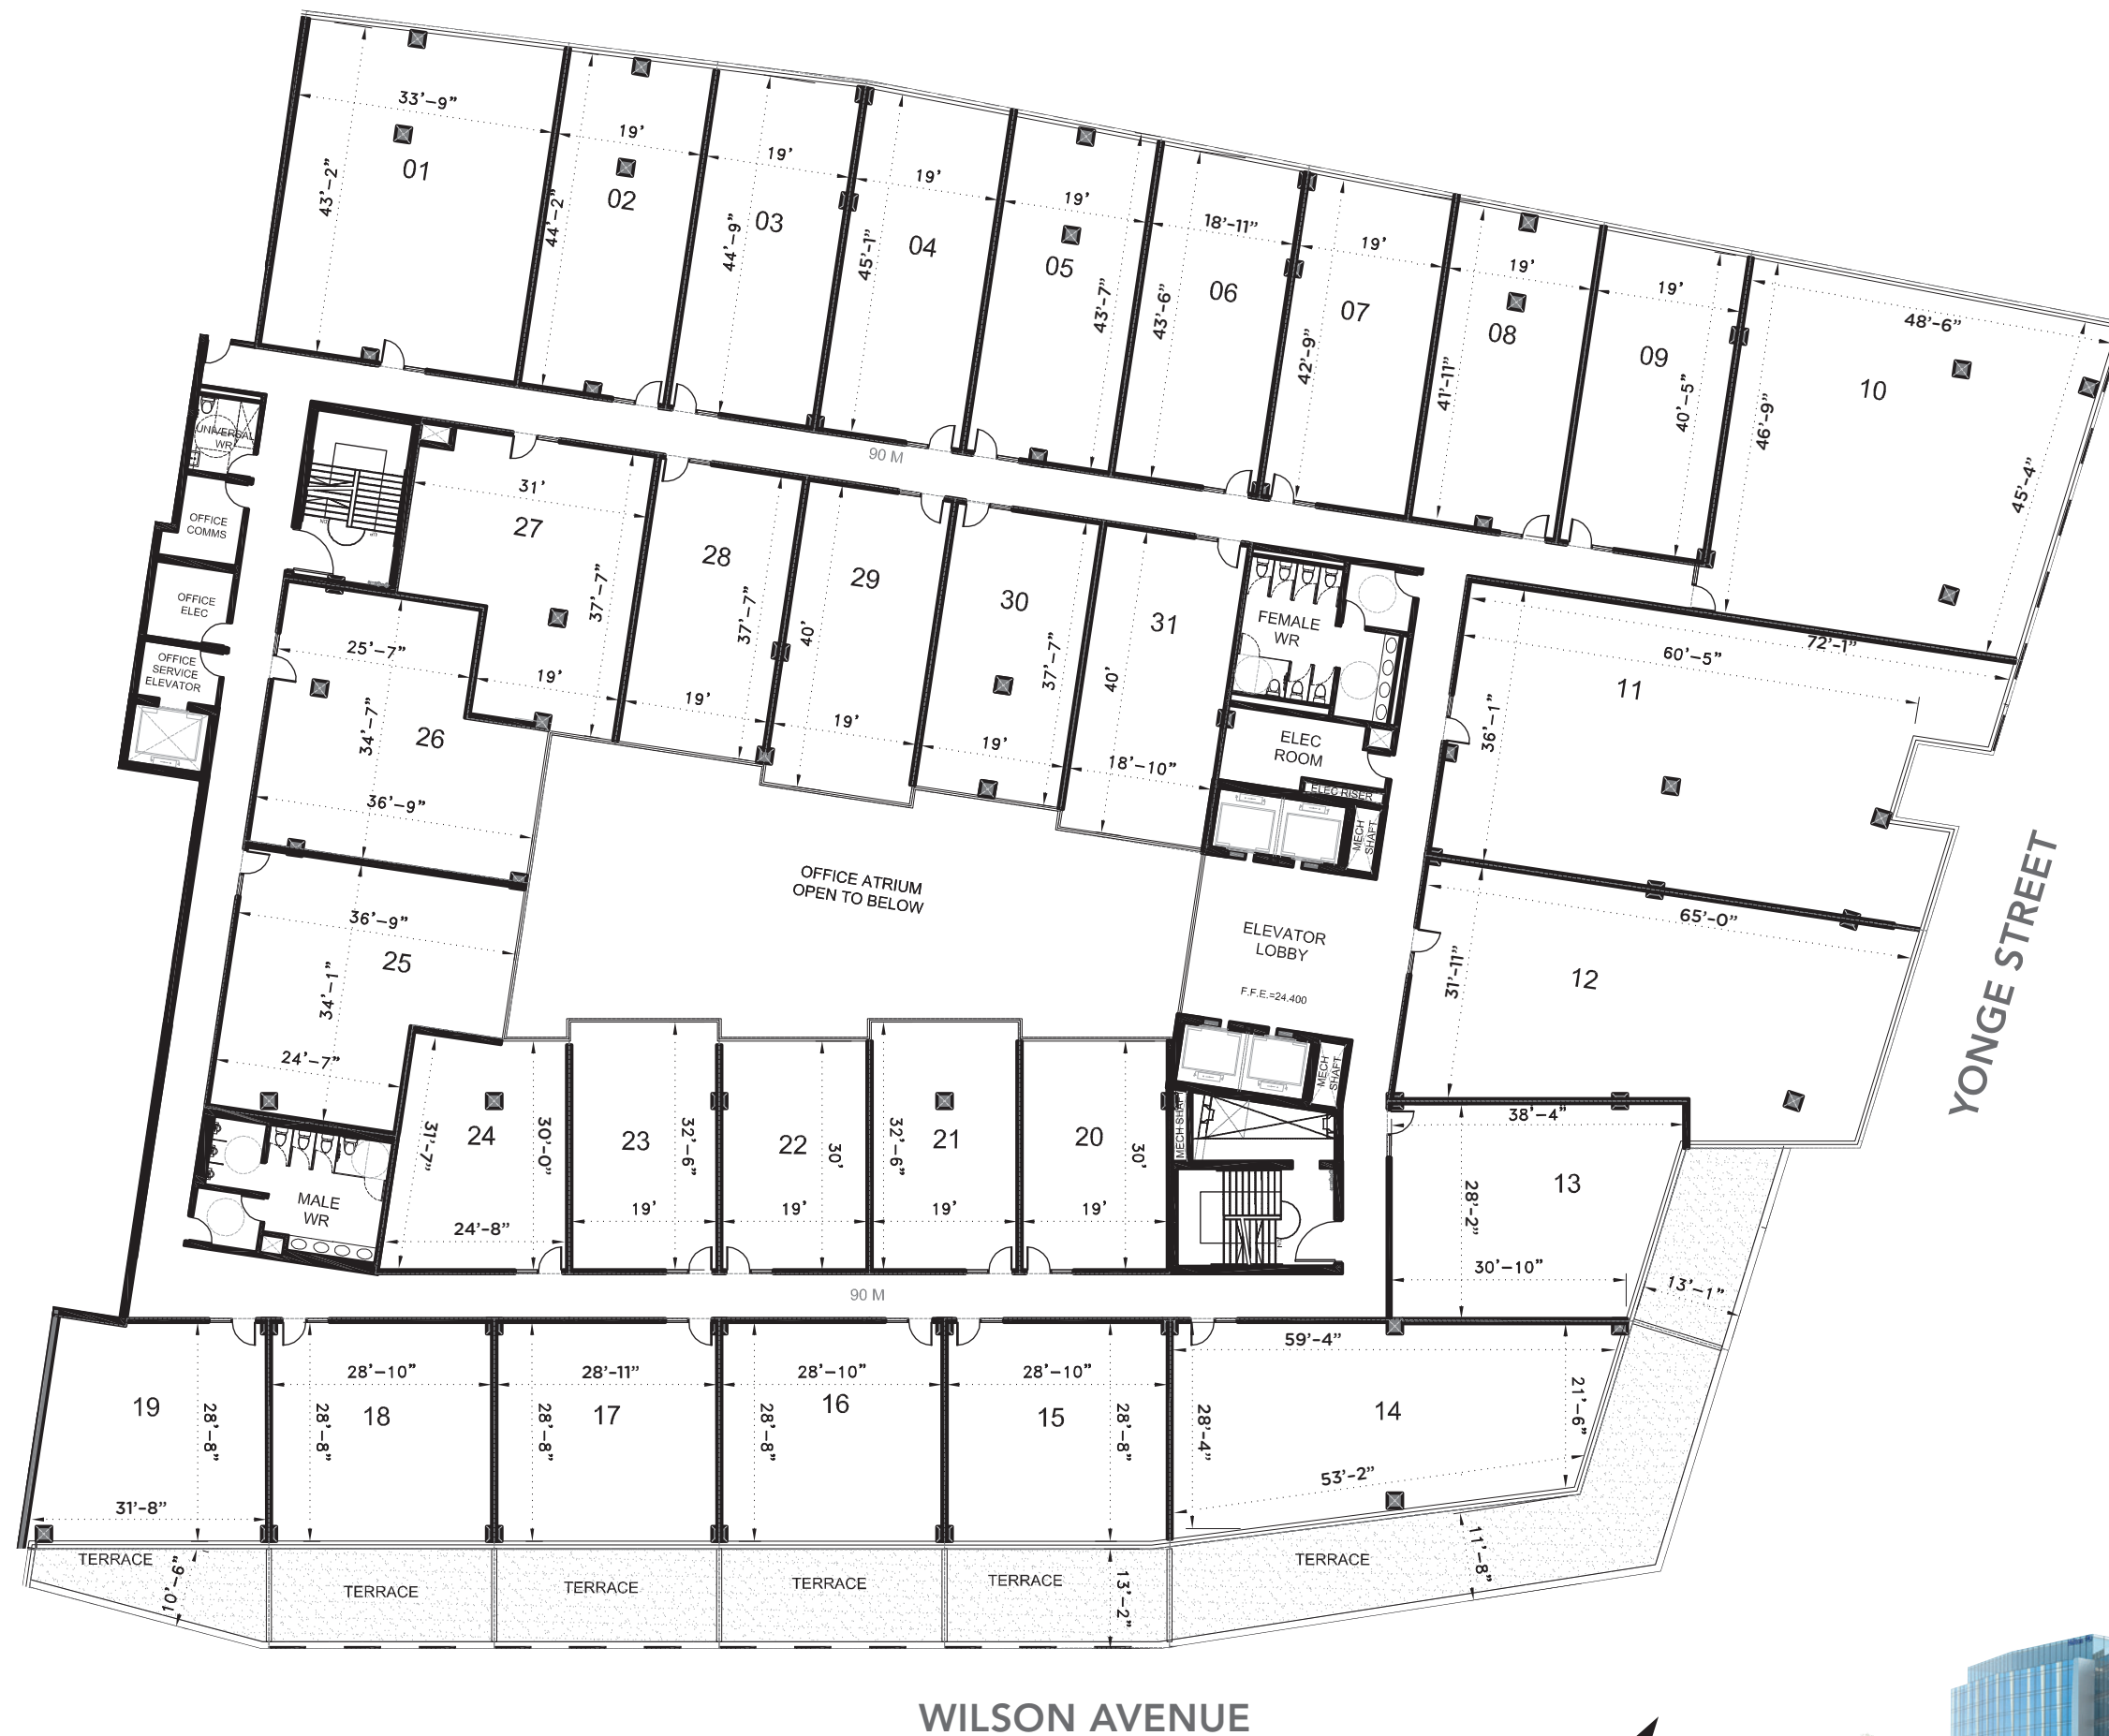 33'-9"
43'-2"
01
19'
44'-2"
02
19'
44'-9"
03
19'
45'-1"
04
19'
05
43'-7"
18'-11"
43'-6"
06
19'
42'-9"
07
19'
41'-11"
08
19'
09
40'-5"
48'-6"
46'-9"
10
45'-4"
72'-1"
90 M
UNIVERSAL
WR
OFFICE
COMMS
OFFICE
ELEC
OFFICE
SERVICE
ELEVATOR
31'
27
37'-7"
19'
28
37'-7"
19'
29
40'
19'
30
37'-7"
19'
31
40'
18'-10"
FEMALE
WR
ELEC
ROOM
ELEC RISER
MECH
SHAFT
60'-5"
11
36'-1"
25'-7"
34'-7"
26
36'-9"
OFFICE ATRIUM
OPEN TO BELOW
ELEVATOR
LOBBY
F.F.E.=24.400
65'-0"
12
31'-11"
YONGE STREET
36'-9"
25
34'-1"
24'-7"
31'-7"
24
30'-0"
24'-8"
23
32'-6"
19'
22
30'
19'
32'-6"
21
19'
20
30'
19'
MECH SHAFT
MECH
SHAFT
38'-4"
13
28'-2"
30'-10"
13'-1"
MALE
WR
90 M
19
28'-8"
31'-8"
28'-10"
28'-8"
18
28'-11"
28'-8"
17
28'-10"
28'-8"
16
28'-10"
15
28'-8"
59'-4"
28'-4"
14
21'-6"
53'-2"
TERRACE
10'-6"
TERRACE
TERRACE
TERRACE
TERRACE
13'-2"
TERRACE
11'-8"
WILSON AVENUE